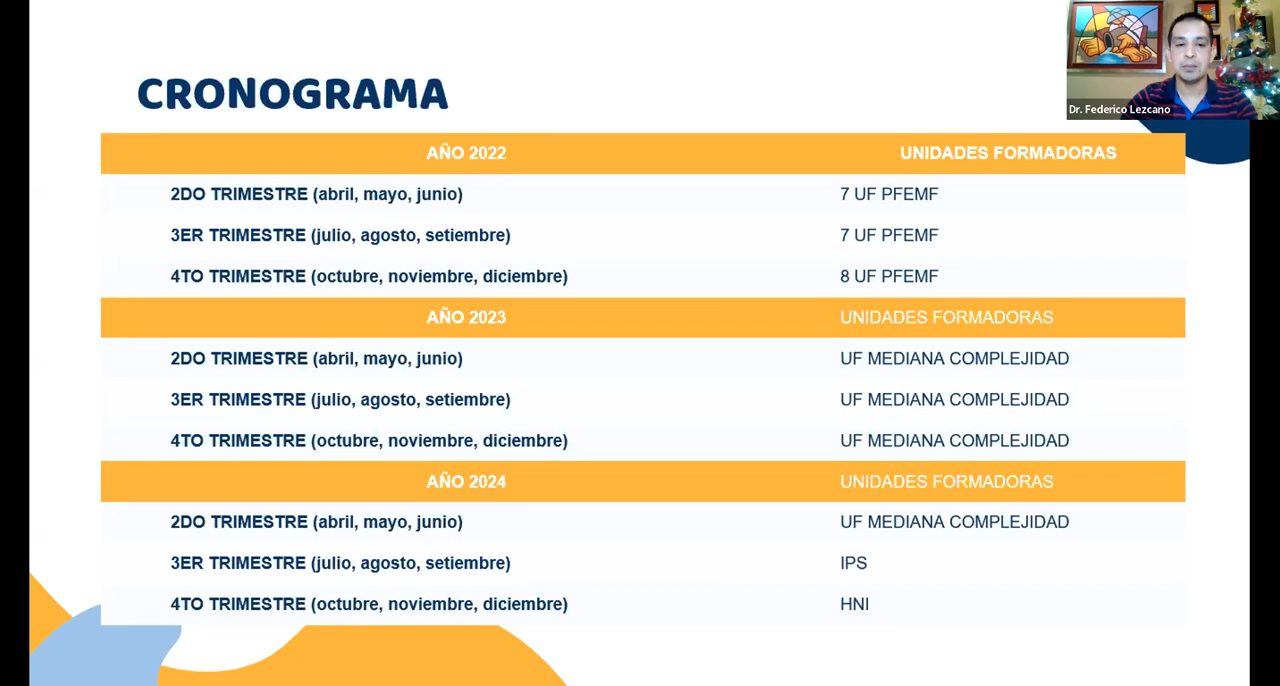 CRONOGRAMA
Dr. Federico Lezcano
AÑO 2022 UNIDADES FORMADORAS
2DO TRIMESTRE (abril, mayo, junio) 7 UF PFEMF
3ER TRIMESTRE (julio, agosto, setiembre) 7 UF PFEMF
4TO TRIMESTRE (octubre, noviembre, diciembre) 8 UF PFEMF
AÑO 2023 UNIDADES FORMADORAS
2DO TRIMESTRE (abril, mayo, junio) UF MEDIANA COMPLEJIDAD
3ER TRIMESTRE (julio, agosto, setiembre) UF MEDIANA COMPLEJIDAD
4TO TRIMESTRE (octubre, noviembre, diciembre) UF MEDIANA COMPLEJIDAD
AÑO 2024 UNIDADES FORMADORAS
2DO TRIMESTRE (abril, mayo, junio) UF MEDIANA COMPLEJIDAD
3ER TRIMESTRE (julio, agosto, setiembre) IPS
4TO TRIMESTRE (octubre, noviembre, diciembre) HNI